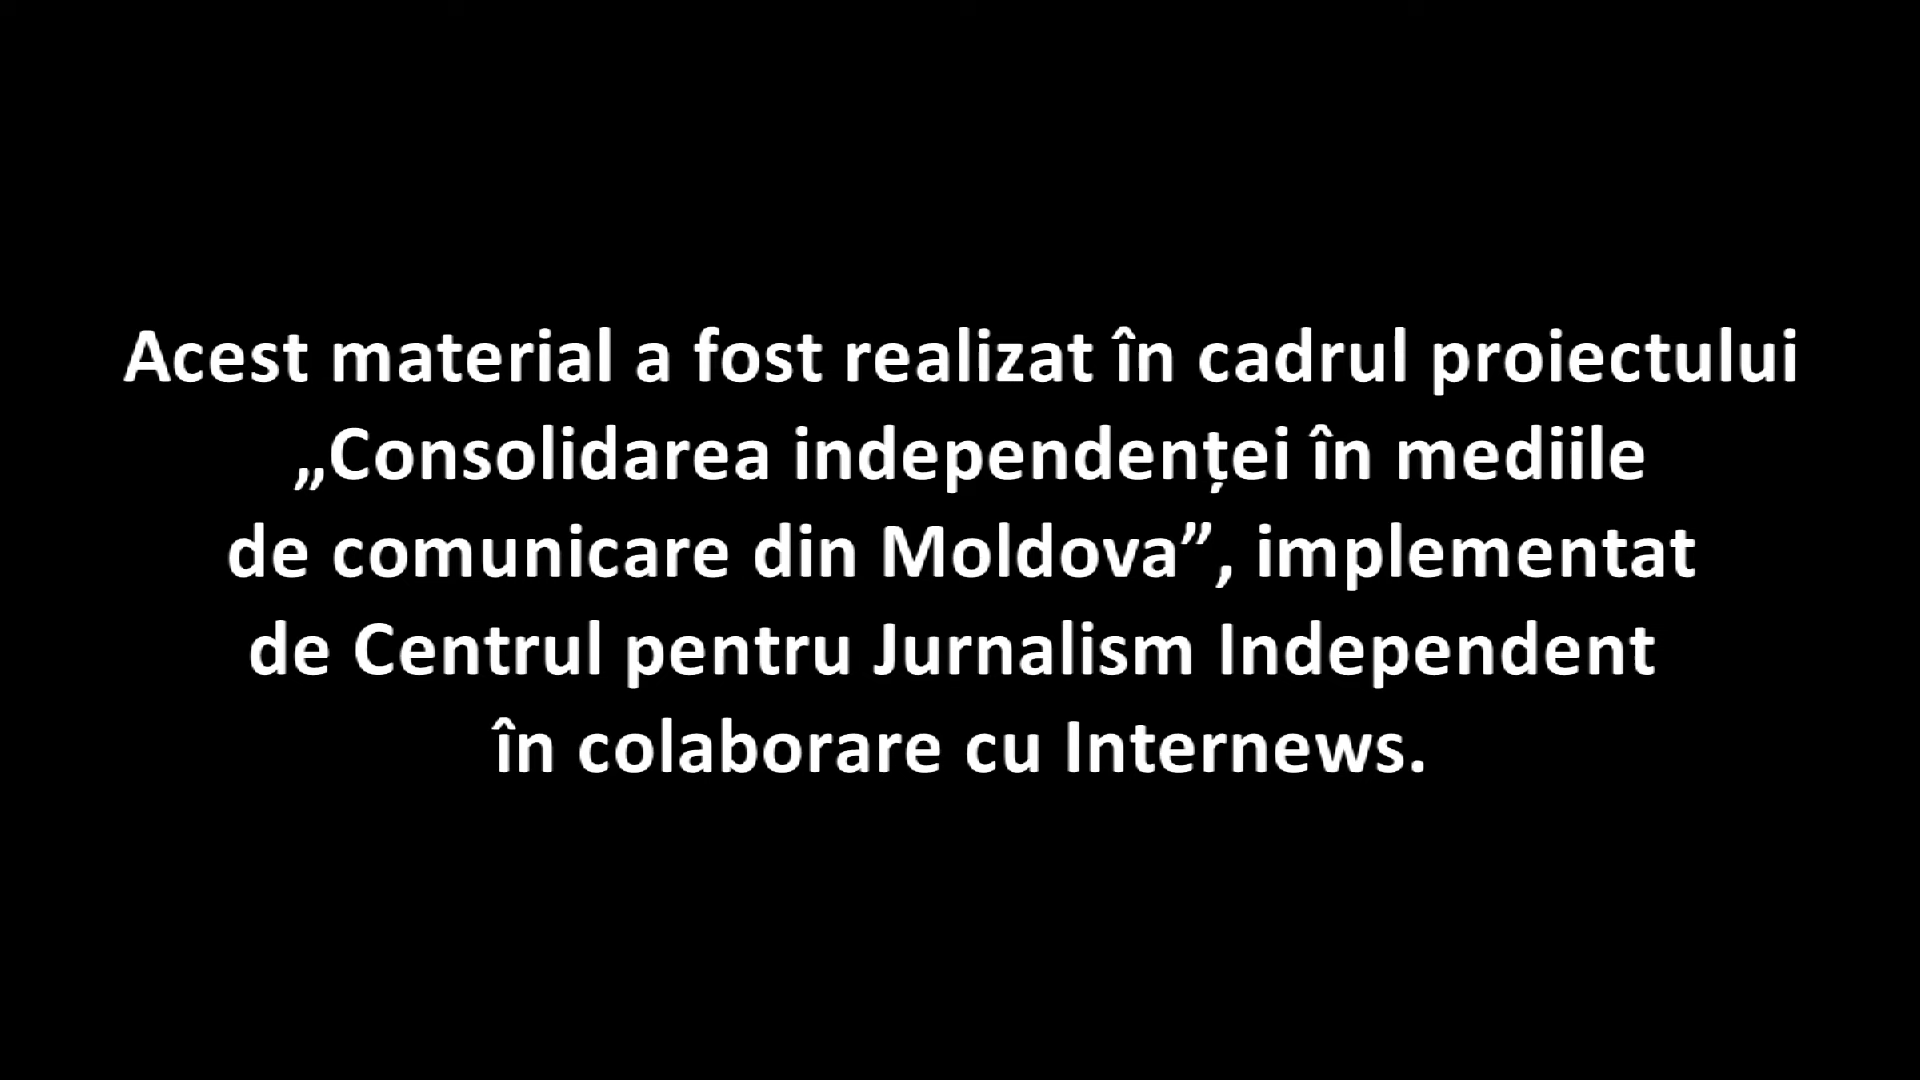 Acest material a fost realizat în cadrul proiectului
„Consolidarea independenței în mediile
de comunicare din Moldova”, implementat
de Centrul pentru Jurnalism Independent
în colaborare cu Internews.